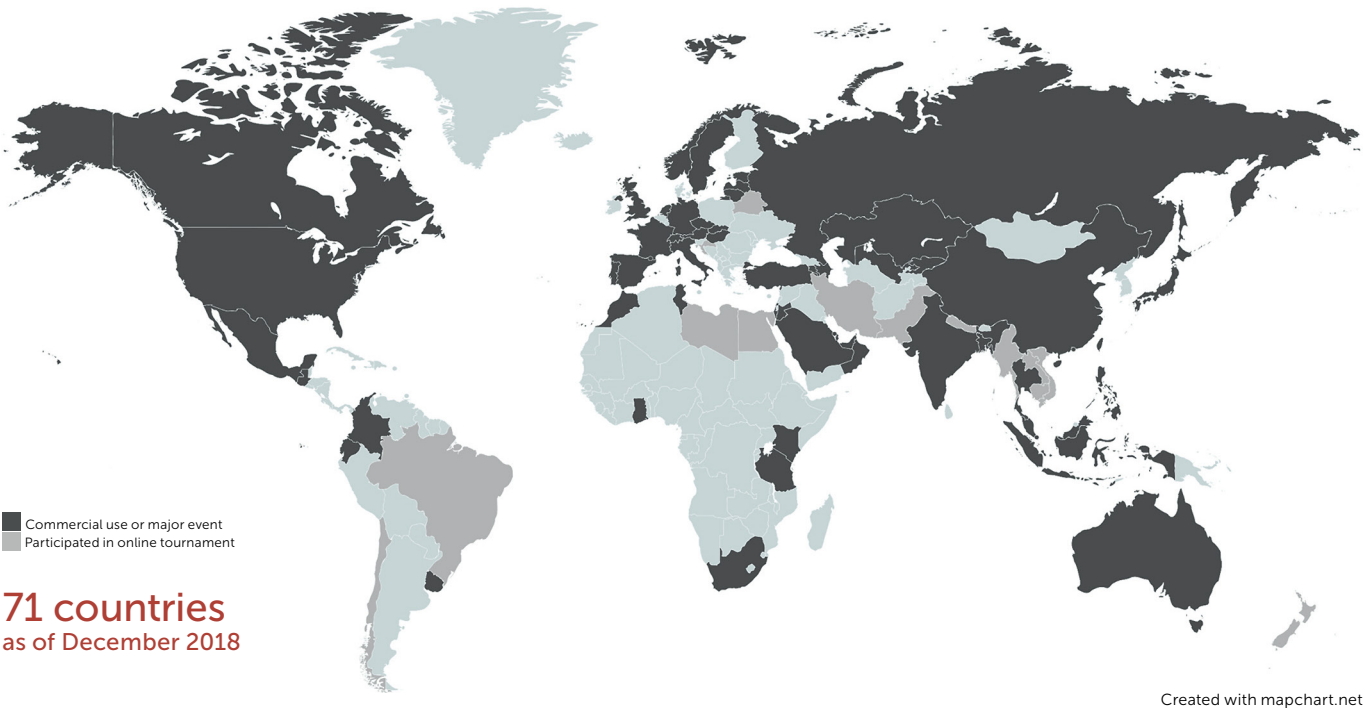 Commercial use or major event
Participated in online tournament
71 countries
as of December 2018
Created with mapchart.net